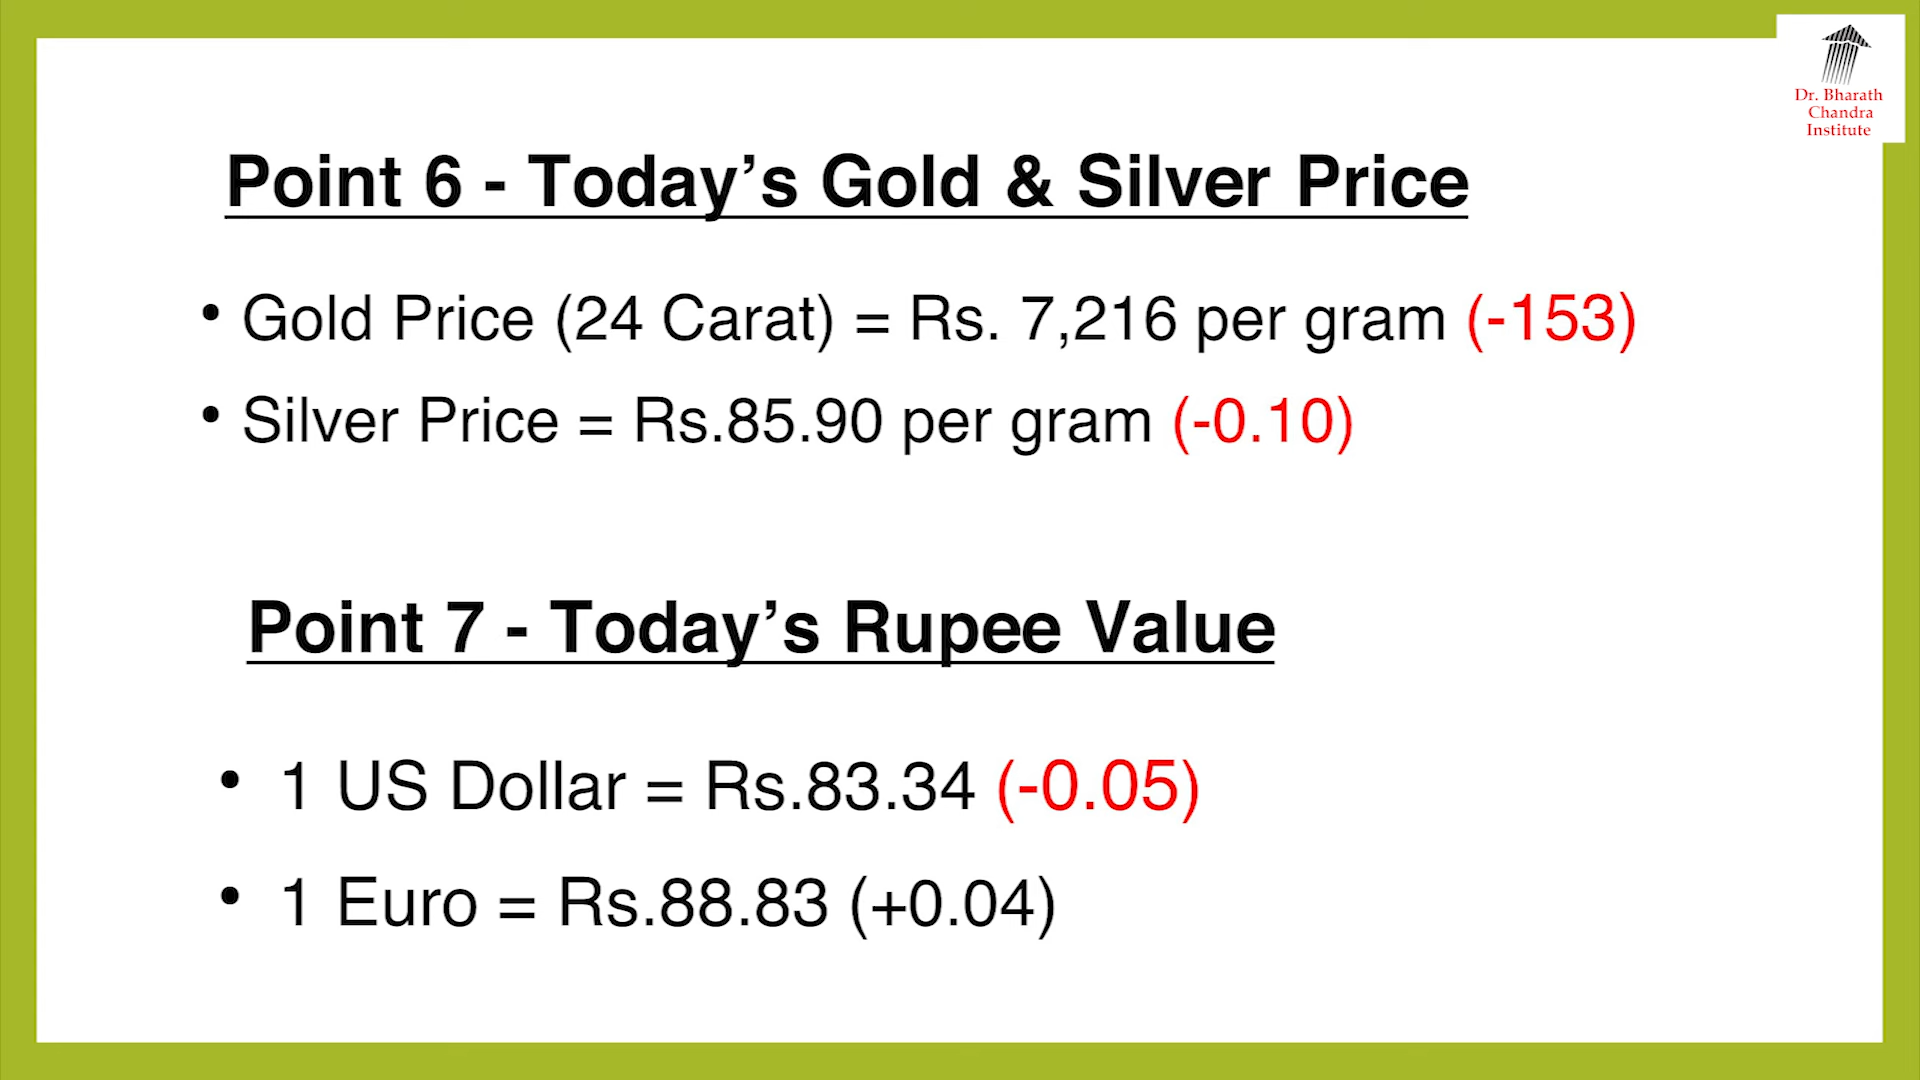 Dr. Bharath
Chandra
Institute
Point 6 - Today’s Gold & Silver Price
• Gold Price (24 Carat) = Rs. 7,216 per gram (-153)
• Silver Price = Rs.85.90 per gram (-0.10)
Point 7 - Today’s Rupee Value
• 1 US Dollar = Rs.83.34 (-0.05)
• 1 Euro = Rs.88.83 (+0.04)